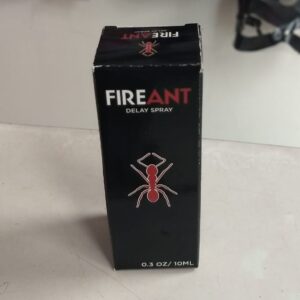 FIREANT
FIREANT
DELAY SPRAY
0.3 OZ/ 10ML